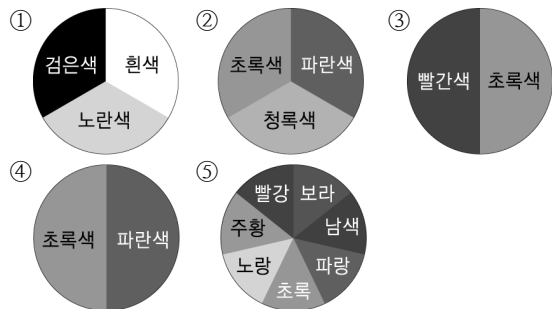 ① 검은색 흰색 노란색
② 초록색 파란색 청록색
③ 빨간색 초록색
④ 초록색 파란색
⑤ 빨강 보라 주황 남색 노랑 파랑 초록